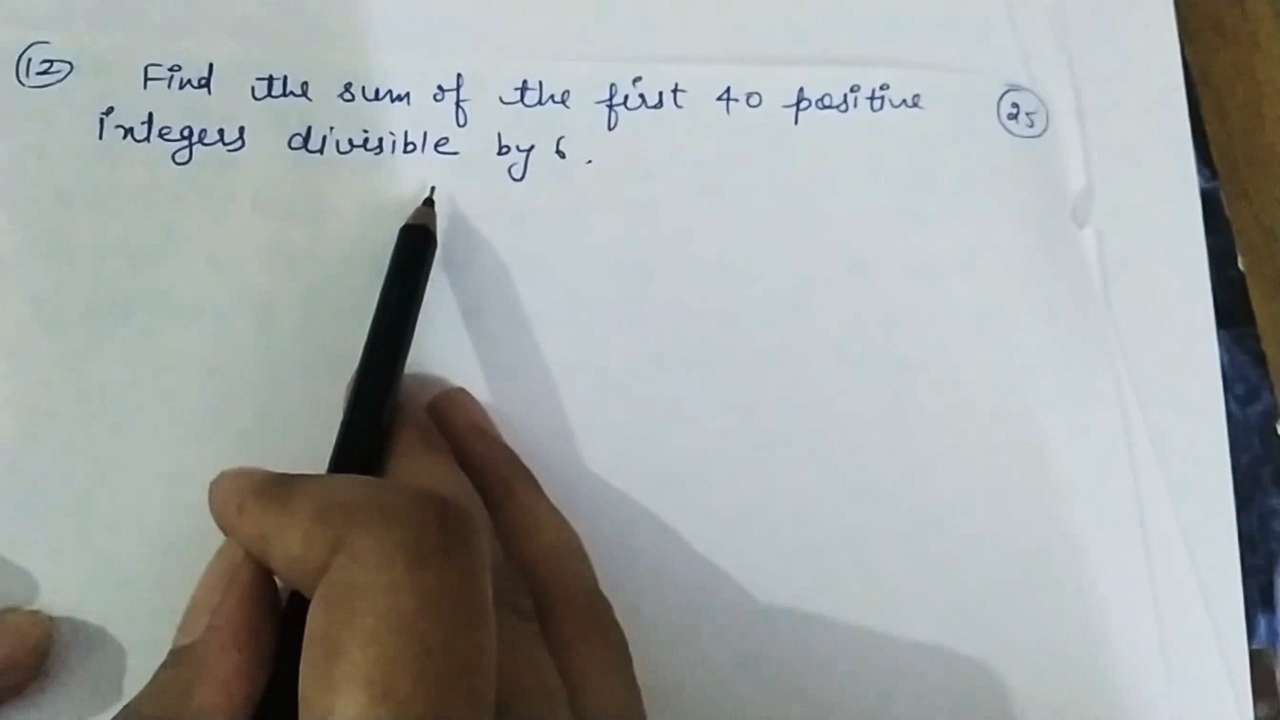 12 Find the sum of the first 40 positive 25
integers divisible by 6.